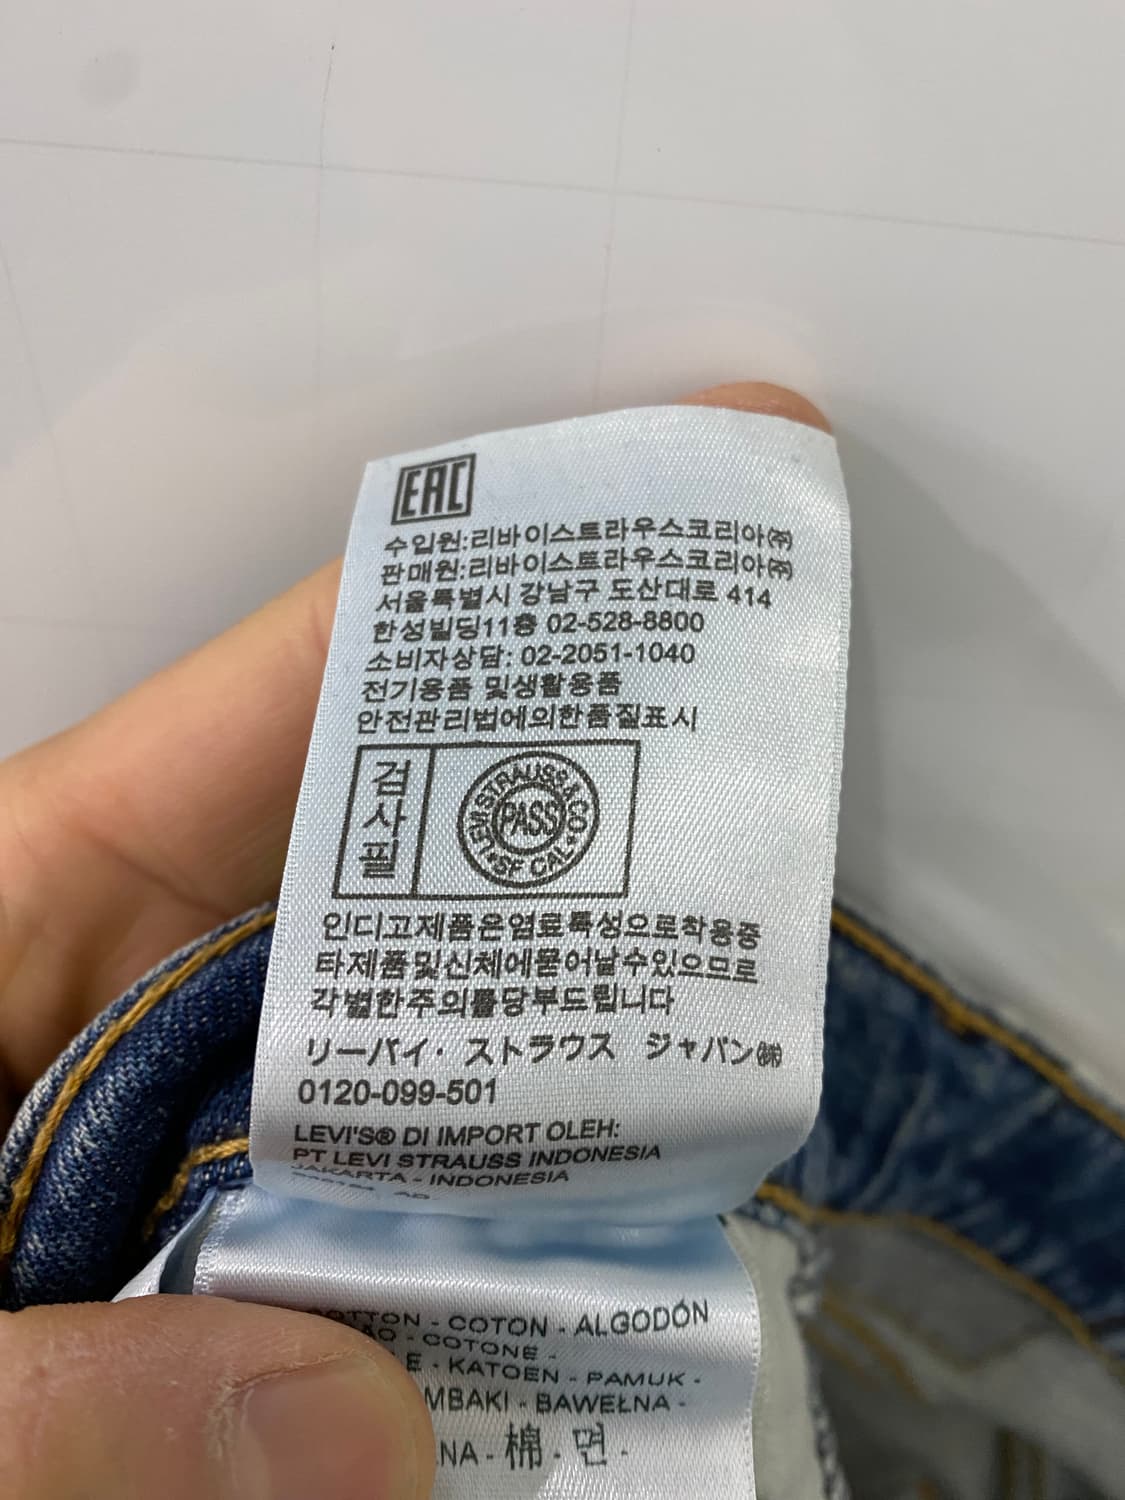 EAC
수입원:리바이스트라우스코리아㈜
판매원:리바이스트라우스코리아㈜
서울특별시 강남구 도산대로 414
한성빌딩11층 02-528-8800
소비자상담: 02-2051-1040
전기용품 및생활용품
안전관리법에의한품질표시
검사필
LEVI STRAUSS & CO
PASS
SF CAL
인디고제품은염료특성으로착용중
타제품및신체에묻어날수있으므로
각별한주의를당부드립니다
リーバイ・ストラウス ジャパン㈱
0120-099-501
LEVI'S® DI IMPORT OLEH:
PT LEVI STRAUSS INDONESIA
JAKARTA - INDONESIA
COTTON - COTON - ALGODÓN
- COTONE -
- KATOEN - PAMUK -
- BAWEŁNA -
- 棉 - 면 -